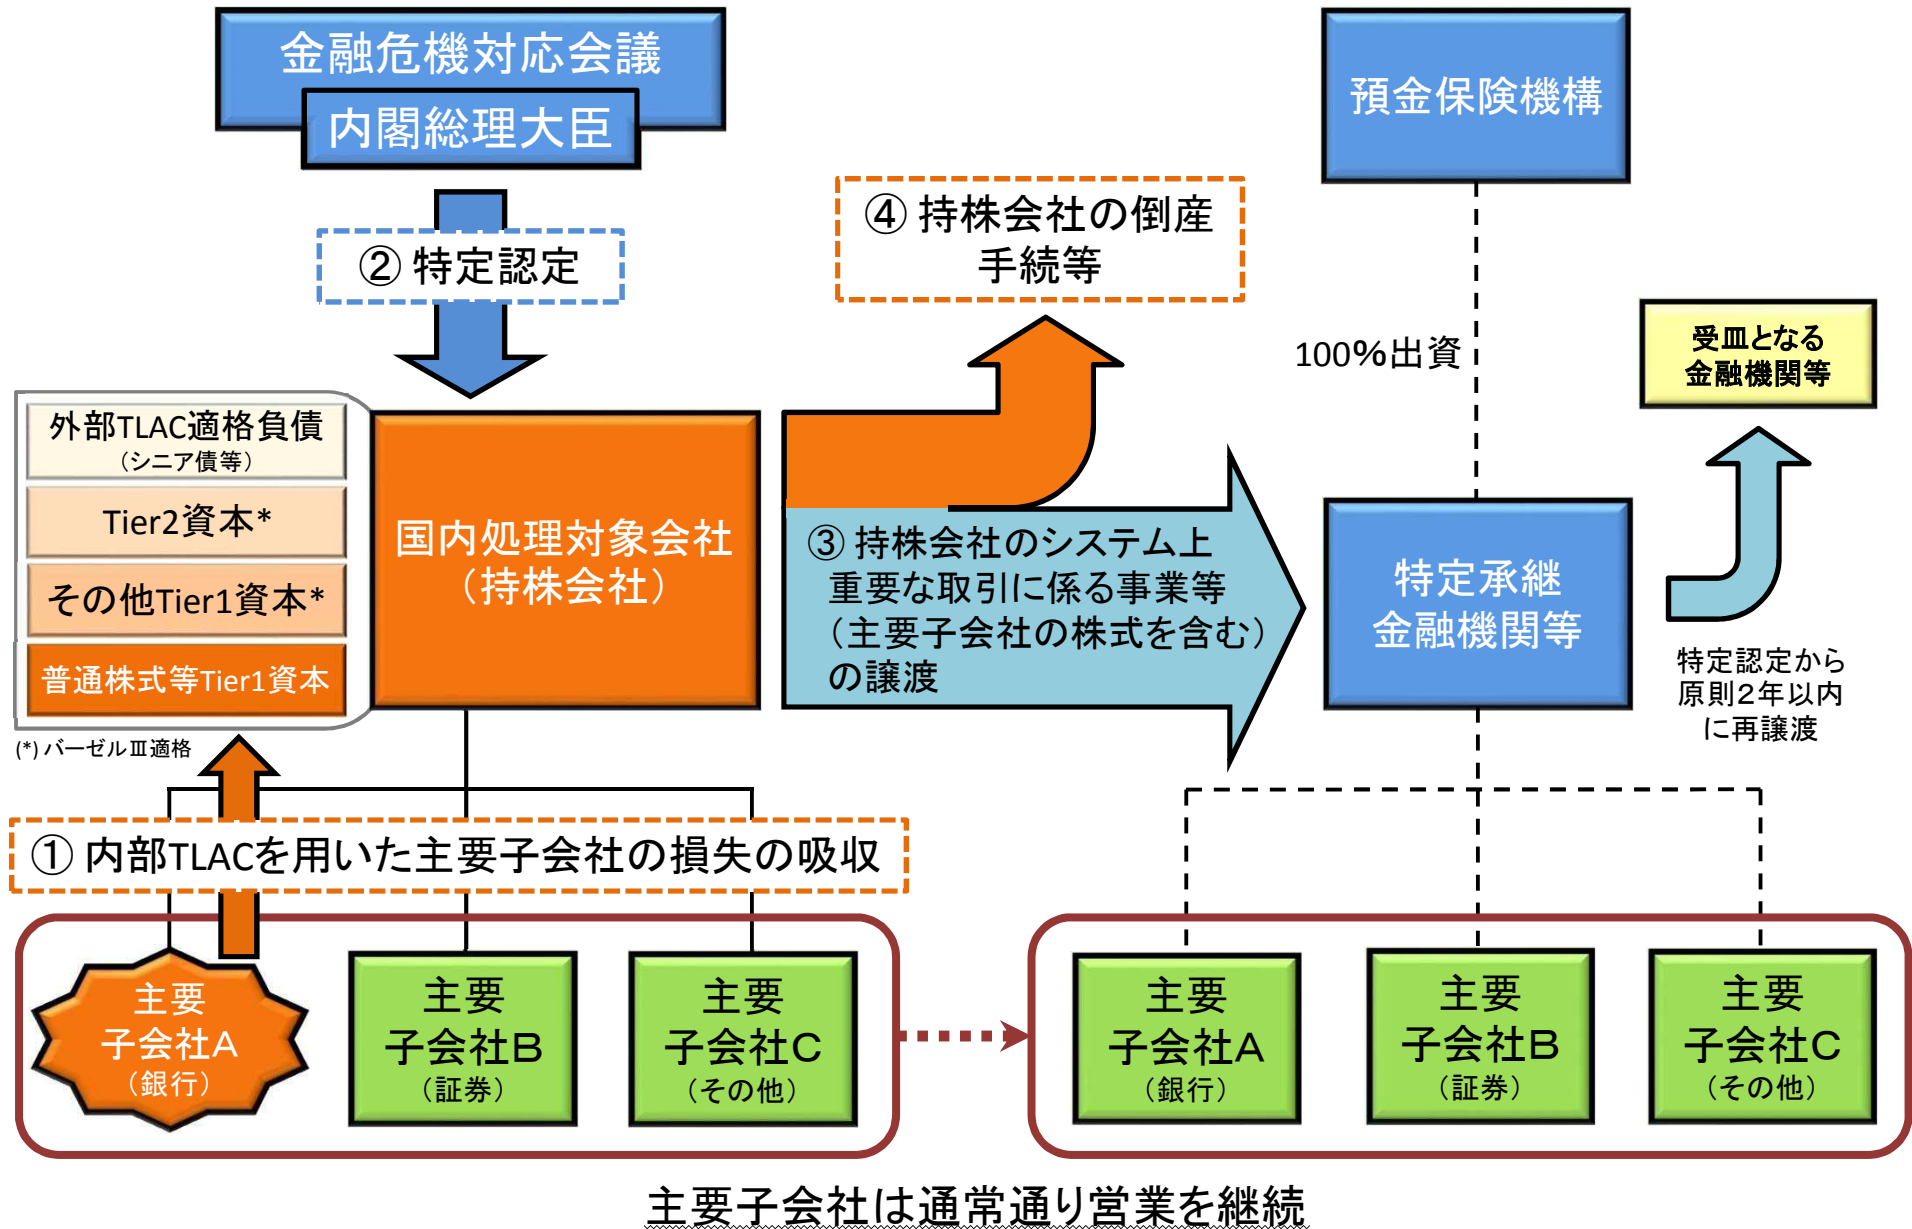 金融危機対応会議
内閣総理大臣
預金保険機構
② 特定認定
④ 持株会社の倒産
手続等
100%出資
受皿となる
金融機関等
外部TLAC適格負債
（シニア債等）
Tier2資本*
その他Tier1資本*
普通株式等Tier1資本
(*) バーゼルⅢ適格
国内処理対象会社
（持株会社）
③ 持株会社のシステム上
重要な取引に係る事業等
（主要子会社の株式を含む）
の譲渡
特定承継
金融機関等
特定認定から
原則２年以内
に再譲渡
① 内部TLACを用いた主要子会社の損失の吸収
主要
子会社Ａ
（銀行）
主要
子会社Ｂ
（証券）
主要
子会社Ｃ
（その他）
主要
子会社Ａ
（銀行）
主要
子会社Ｂ
（証券）
主要
子会社Ｃ
（その他）
主要子会社は通常通り営業を継続